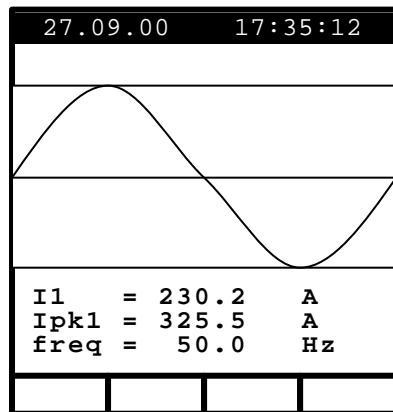 27.09.00 17:35:12
I1 = 230.2 A
Ipk1 = 325.5 A
freq = 50.0 Hz